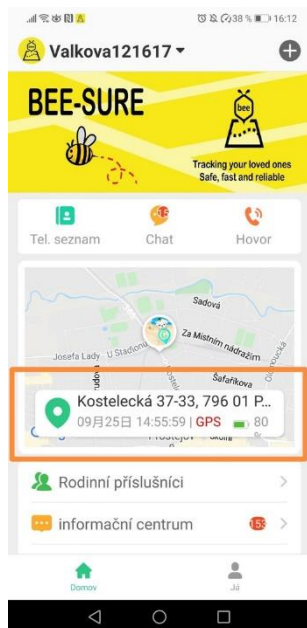 38 % 16:12
Valkova121617
BEE-SURE
bee
Tracking your loved ones
Safe, fast and reliable
Tel. seznam
Chat
Hovor
Sadová
Za Místním nádražím
Josefa Lady
U Stadionu
Šafaříkova
Kostelecká 37-33, 796 01 P...
09月25日 14:55:59 | GPS 80
Prostějov
Rodinní příslušníci
informační centrum
153
Domov
Já